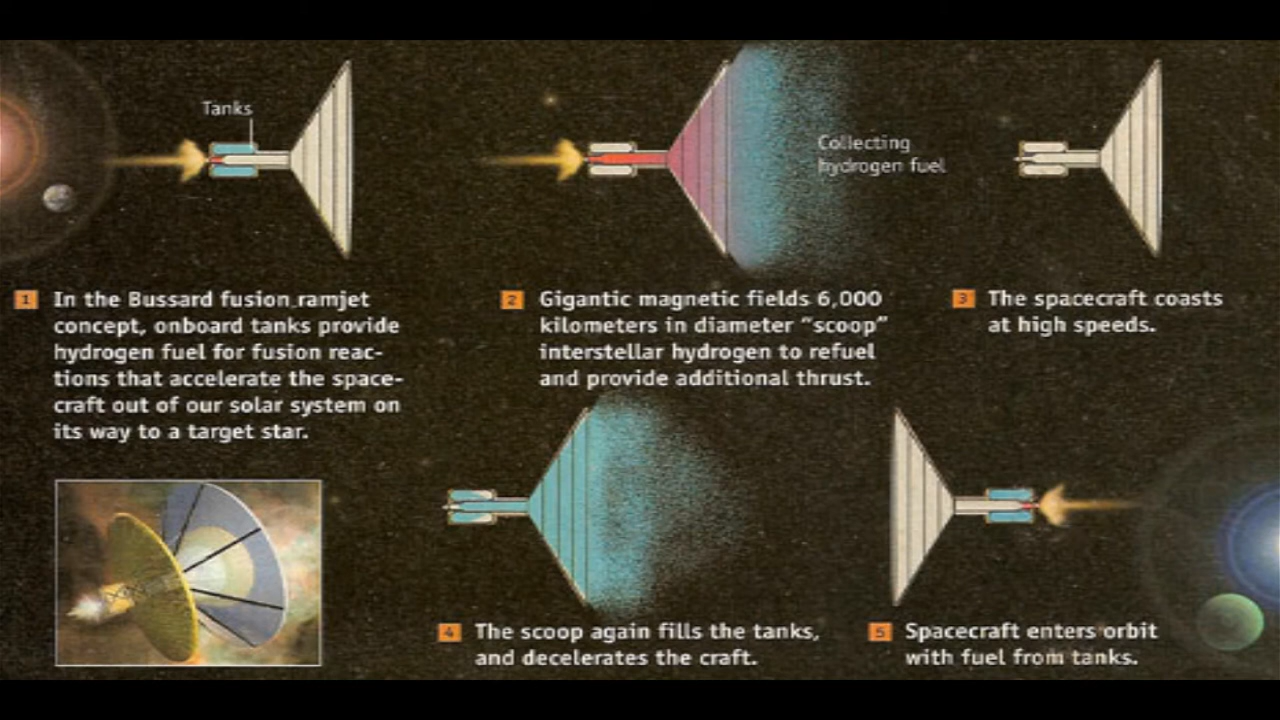 Tanks
Collecting
hydrogen fuel
1 In the Bussard fusion ramjet
concept, onboard tanks provide
hydrogen fuel for fusion reac-
tions that accelerate the space-
craft out of our solar system on
its way to a target star.
2 Gigantic magnetic fields 6,000
kilometers in diameter “scoop”
interstellar hydrogen to refuel
and provide additional thrust.
3 The spacecraft coasts
at high speeds.
4 The scoop again fills the tanks,
and decelerates the craft.
5 Spacecraft enters orbit
with fuel from tanks.